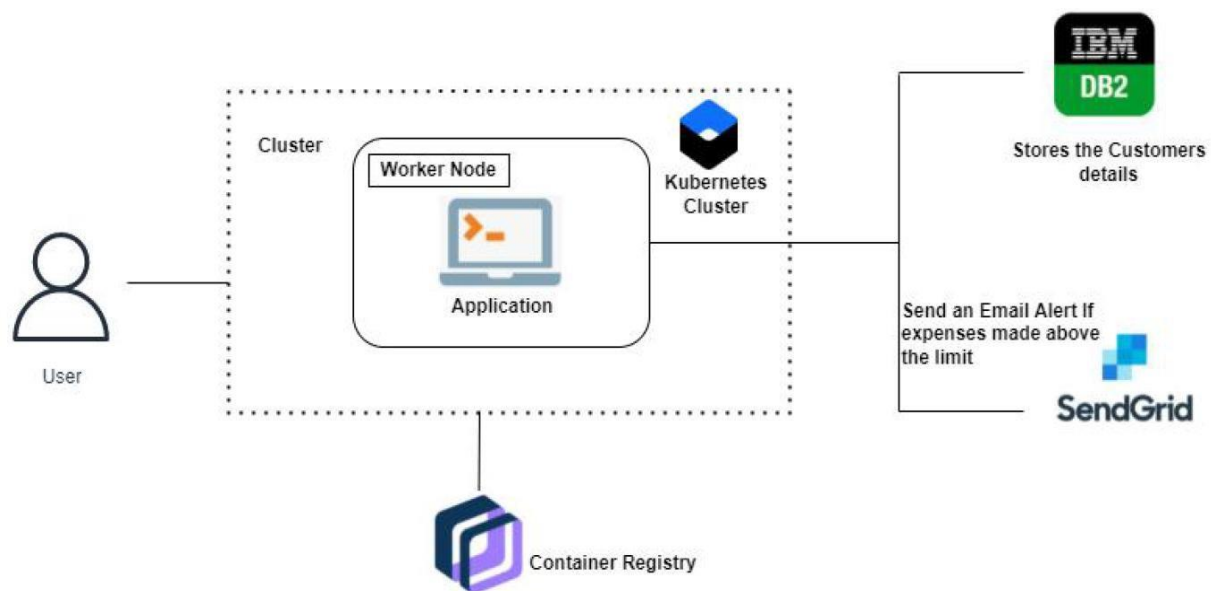 Cluster
Worker Node
Application
Kubernetes
Cluster
User
IBM
DB2
Stores the Customers
details
Send an Email Alert If
expenses made above
the limit
SendGrid
Container Registry